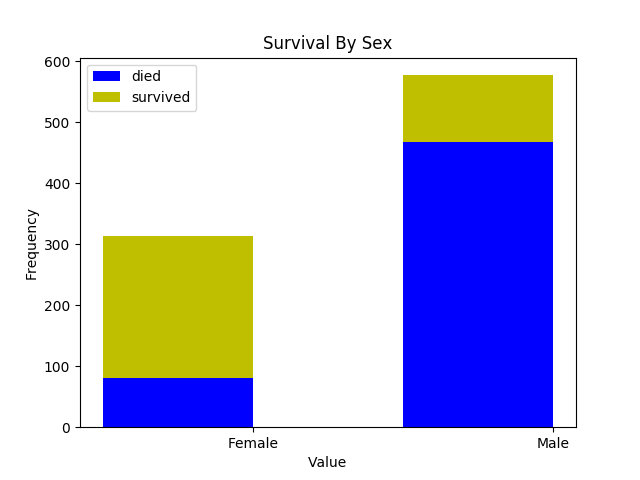 Survival By Sex
died
survived
600
500
400
300
200
100
0
Frequency
Female
Male
Value